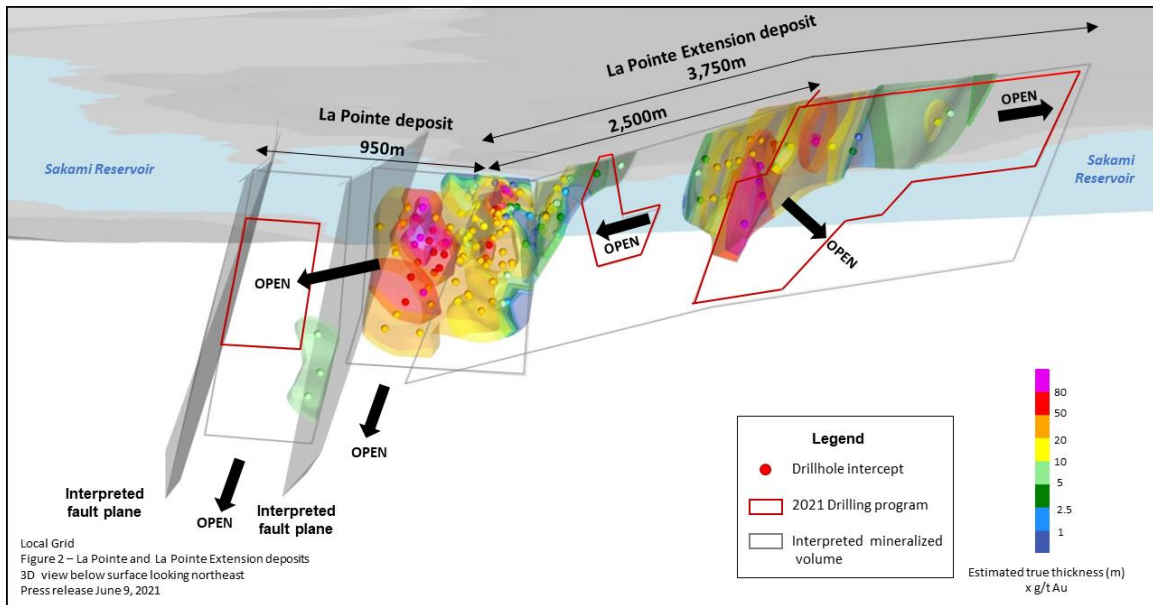 La Pointe Extension deposit
3,750m
2,500m
La Pointe deposit
950m
Sakami Reservoir
Sakami
Reservoir
OPEN
OPEN
OPEN
OPEN
OPEN
OPEN
Interpreted
fault plane
Interpreted
fault plane
Local Grid
Figure 2 – La Pointe and La Pointe Extension deposits
3D view below surface looking northeast
Press release June 9, 2021
Legend
Drillhole intercept
2021 Drilling program
Interpreted mineralized
volume
80
50
20
10
5
2.5
1
Estimated true thickness (m)
x g/t Au